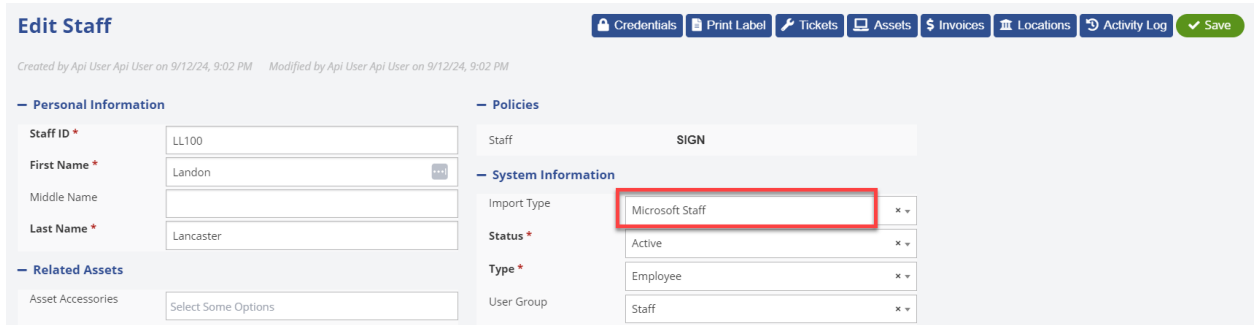 Edit Staff
Credentials Print Label Tickets Assets $ Invoices Locations Activity Log Save
Created by Api User Api User on 9/12/24, 9:02 PM Modified by Api User Api User on 9/12/24, 9:02 PM
Personal Information
Staff ID * LL100
First Name * Landon
Middle Name
Last Name * Lancaster
Related Assets
Asset Accessories Select Some Options
Policies
Staff SIGN
System Information
Import Type Microsoft Staff
Status * Active
Type * Employee
User Group Staff